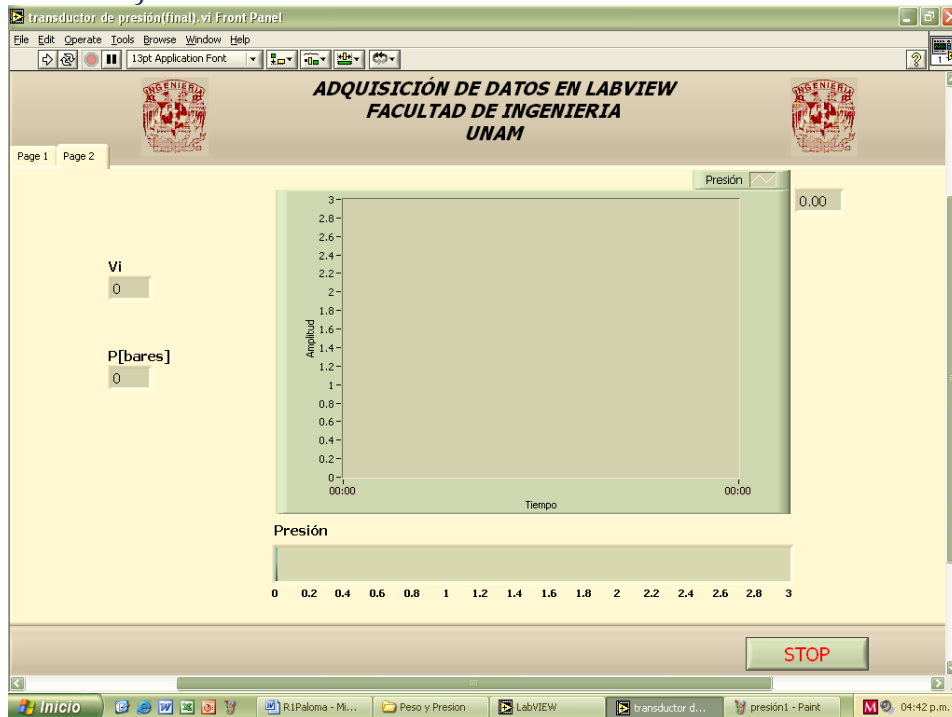 transductor de presión(final).vi Front Panel
File Edit Operate Tools Browse Window Help
13pt Application Font
?
1
ADQUISICIÓN DE DATOS EN LABVIEW
FACULTAD DE INGENIERIA
UNAM
INGENIERIA
INGENIERIA
Page 1 Page 2
Presión
0.00
3
2.8
2.6
2.4
2.2
2
1.8
1.6
1.4
1.2
1
0.8
0.6
0.4
0.2
0
Amplitud
00:00 00:00
Tiempo
Vi
0
P[bares]
0
Presión
0 0.2 0.4 0.6 0.8 1 1.2 1.4 1.6 1.8 2 2.2 2.4 2.6 2.8 3
STOP
Inicio R1Paloma - Mi... Peso y Presion LabVIEW transductor d... presión1 - Paint 04:42 p.m.